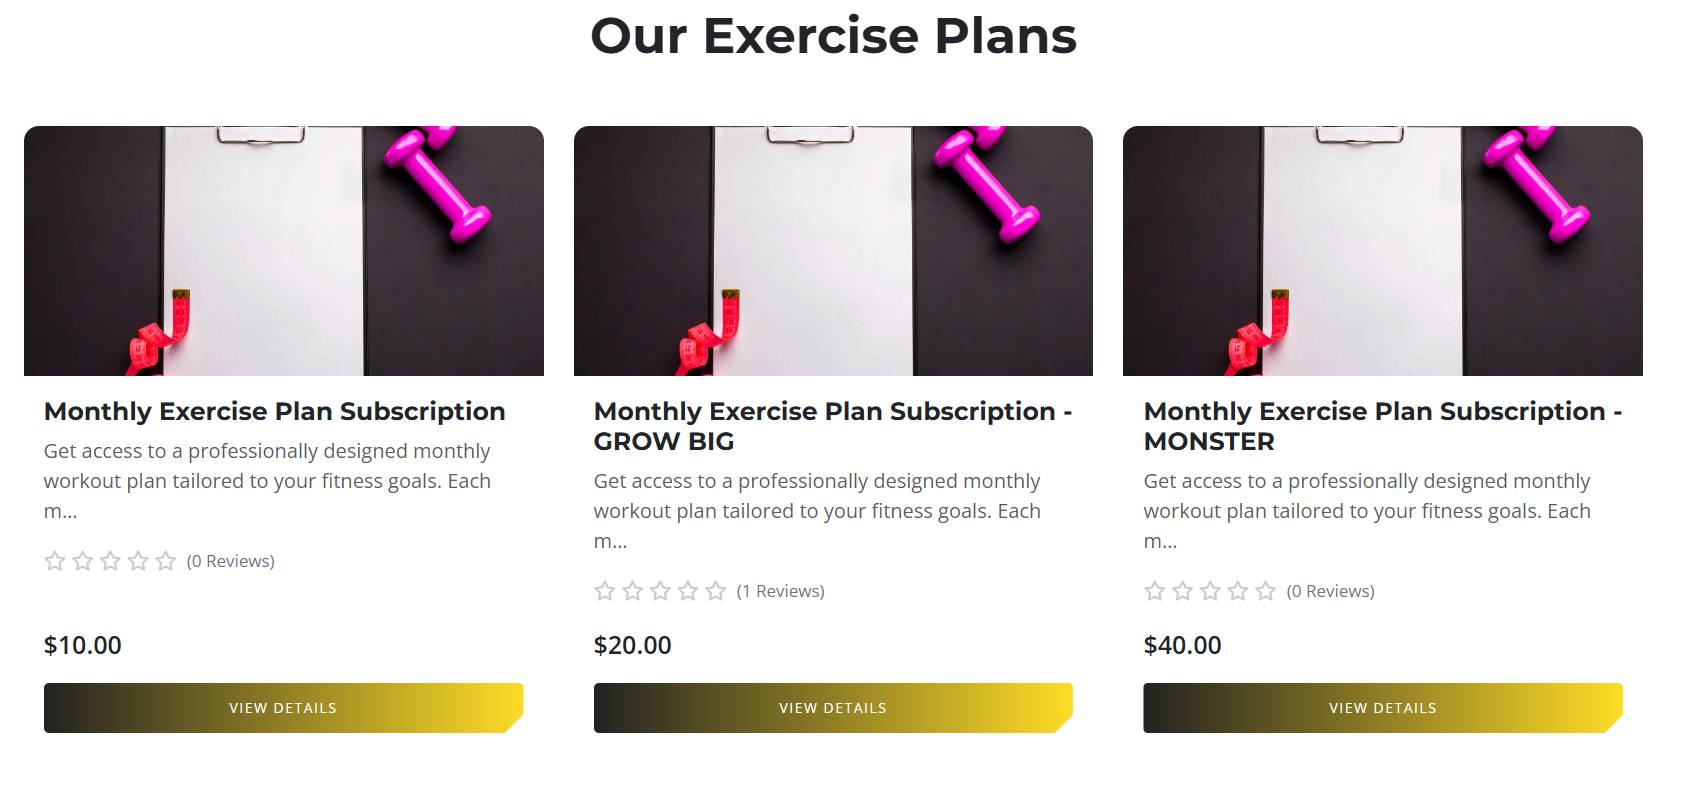 Our Exercise Plans
Monthly Exercise Plan Subscription
Get access to a professionally designed monthly
workout plan tailored to your fitness goals. Each
m...
(0 Reviews)
$10.00
VIEW DETAILS
Monthly Exercise Plan Subscription -
GROW BIG
Get access to a professionally designed monthly
workout plan tailored to your fitness goals. Each
m...
(1 Reviews)
$20.00
VIEW DETAILS
Monthly Exercise Plan Subscription -
MONSTER
Get access to a professionally designed monthly
workout plan tailored to your fitness goals. Each
m...
(0 Reviews)
$40.00
VIEW DETAILS